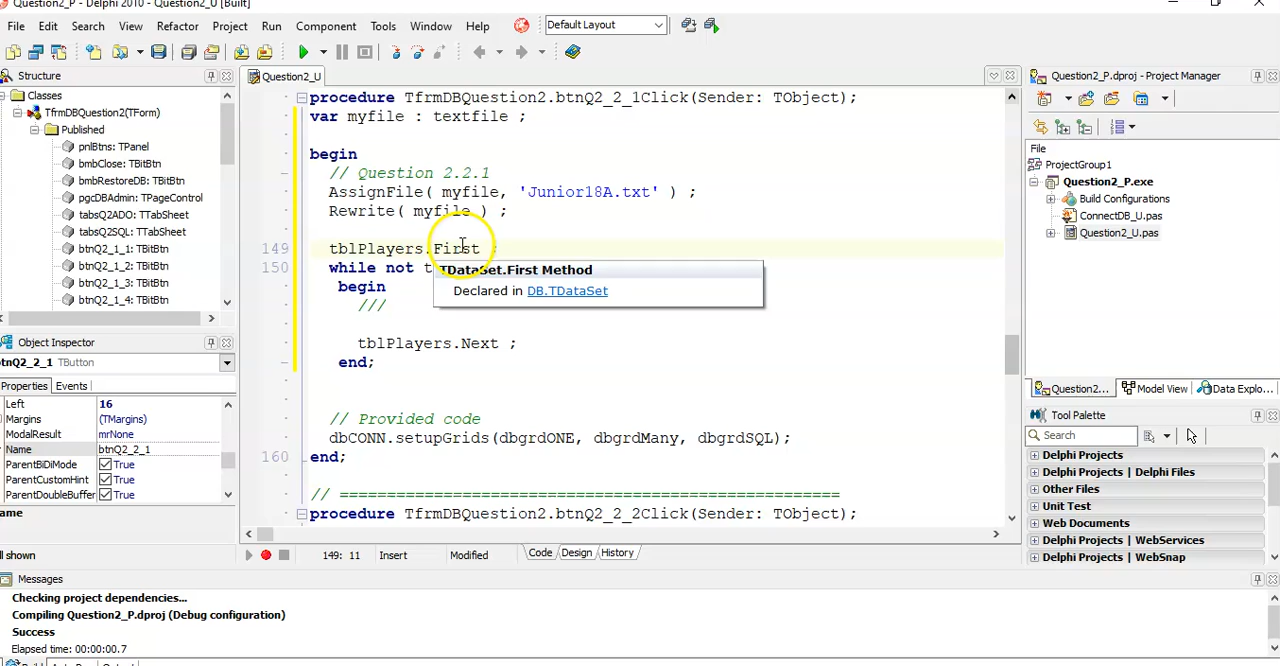 Question2_P - Delphi 2010 - Question2_U [Built]
File Edit Search View Refactor Project Run Component Tools Window Help Default Layout
Structure
Classes
TfrmDBQuestion2(TForm)
Published
pnlBtns: TPanel
bmbClose: TBitBtn
bmbRestoreDB: TBitBtn
pgcDBAdmin: TPageControl
tabsQ2ADO: TTabSheet
tabsQ2SQL: TTabSheet
btnQ2_1_1: TBitBtn
btnQ2_1_2: TBitBtn
btnQ2_1_3: TBitBtn
btnQ2_1_4: TBitBtn
Object Inspector
btnQ2_2_1 TButton
Properties Events
Left 16
Margins (TMargins)
ModalResult mrNone
Name btnQ2_2_1
ParentBiDiMode True
ParentCustomHint True
ParentDoubleBuffer True
ame
ll shown
Question2_U
procedure TfrmDBQuestion2.btnQ2_2_1Click(Sender: TObject);
var myfile : textfile ;
begin
// Question 2.2.1
AssignFile( myfile, 'Junior18A.txt' ) ;
Rewrite( myfile ) ;
149 tblPlayers.First ;
150 while not t
TDataSet.First Method
Declared in DB.TDataSet
begin
///
tblPlayers.Next ;
end;
// Provided code
dbCONN.setupGrids(dbgrdONE, dbgrdMany, dbgrdSQL);
160 end;
// ====================================================
procedure TfrmDBQuestion2.btnQ2_2_2Click(Sender: TObject);
149: 11 Insert Modified Code Design History
Question2_P.dproj - Project Manager
File
ProjectGroup1
Question2_P.exe
Build Configurations
ConnectDB_U.pas
Question2_U.pas
Question2... Model View Data Explo...
Tool Palette
Search
Delphi Projects
Delphi Projects | Delphi Files
Other Files
Unit Test
Web Documents
Delphi Projects | WebServices
Delphi Projects | WebSnap
Messages
Checking project dependencies...
Compiling Question2_P.dproj (Debug configuration)
Success
Elapsed time: 00:00:00.7